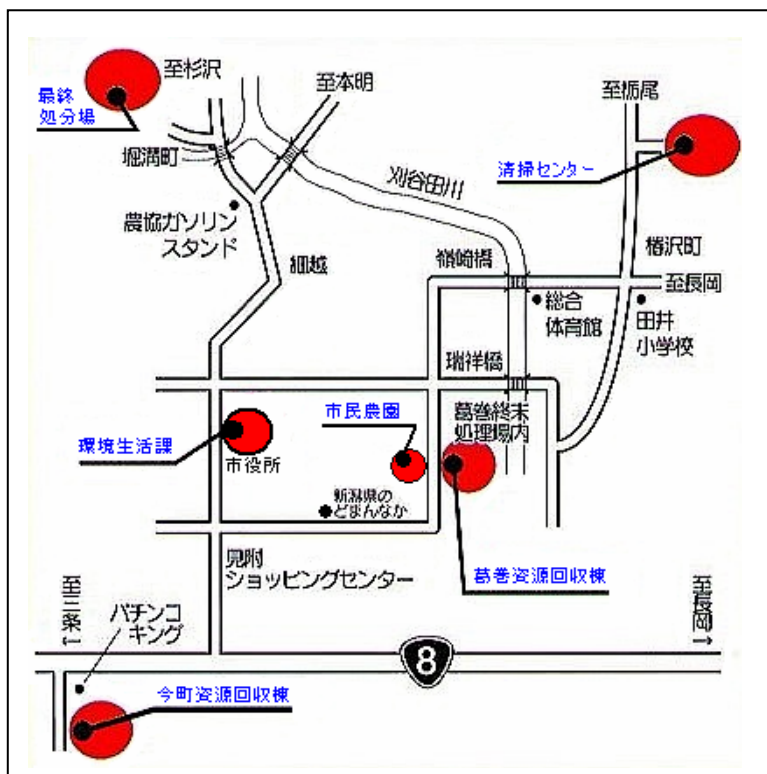 至杉沢
至本明
至栃尾
最終
処分場
堀溝町
清掃センター
刈谷田川
農協ガソリン
スタンド
細越
嶺崎橋
椿沢町
至長岡
総合
体育館
田井
小学校
瑞祥橋
市民農園
葛巻終末
処理場内
環境生活課
市役所
新潟県の
どまんなか
見附
ショッピングセンター
葛巻資源回収棟
至三条
パチンコ
キング
至長岡
8
今町資源回収棟